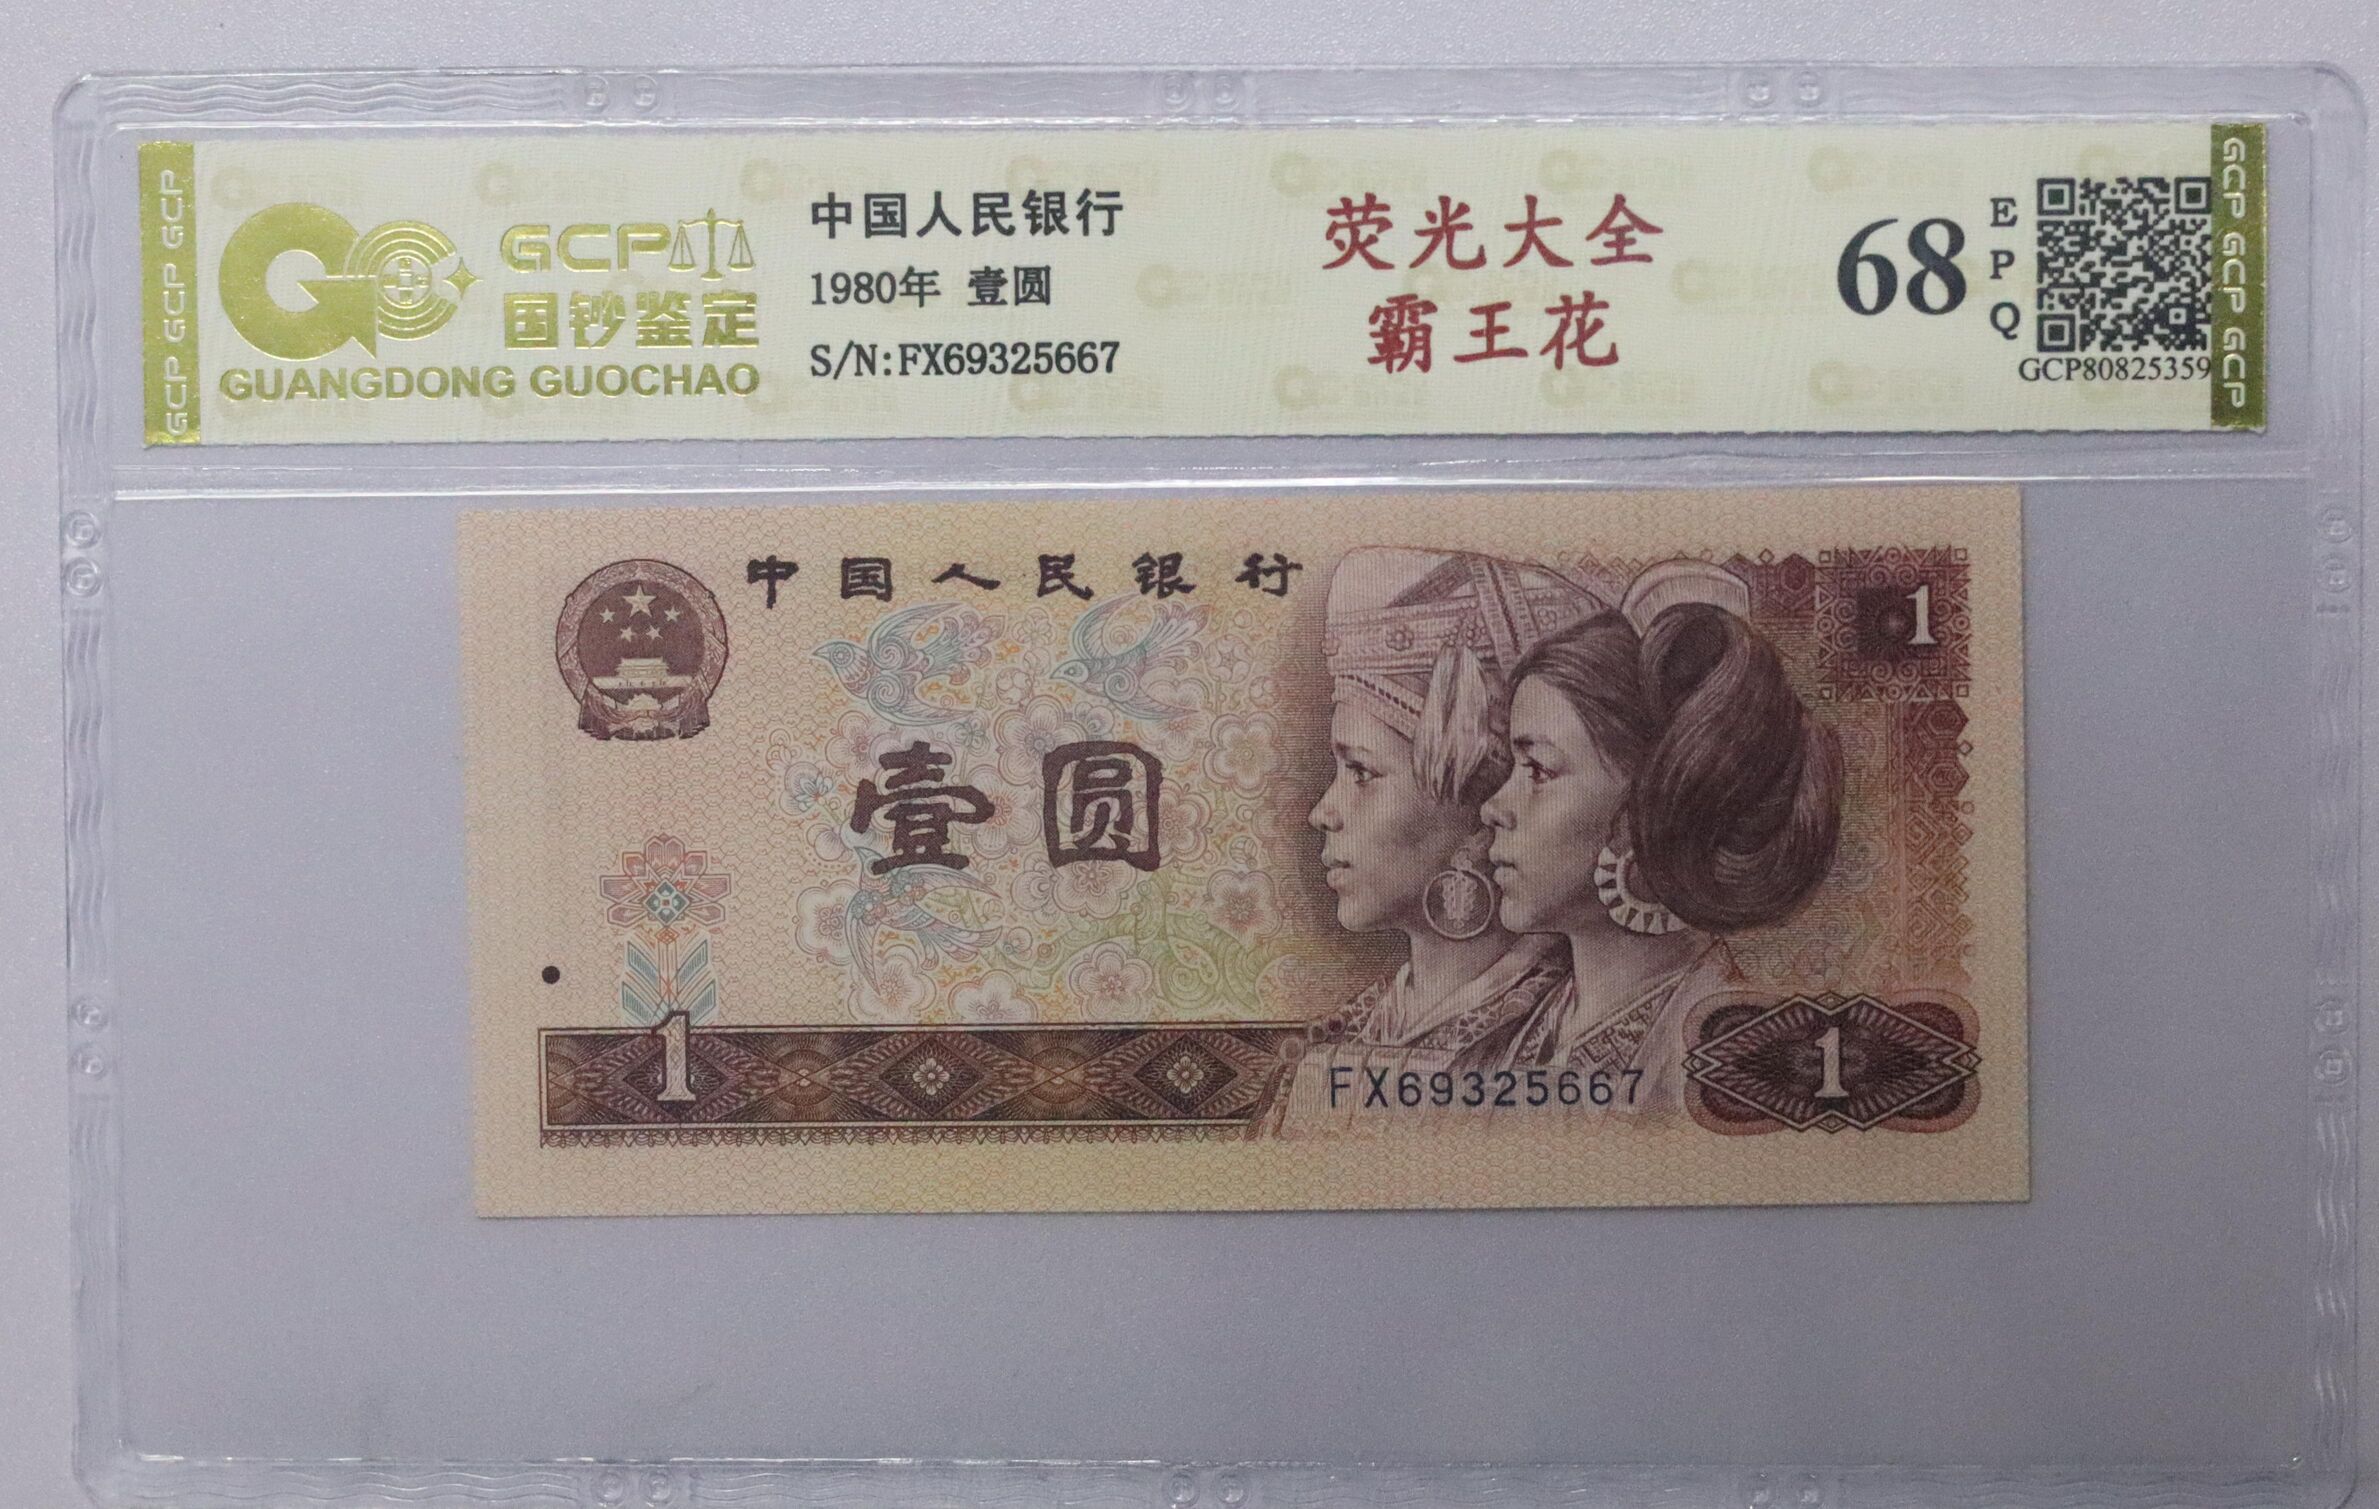 GCP GCP GCP
GCP
国钞鉴定
GUANGDONG GUOCHAO
中国人民银行
1980年 壹圆
S/N:FX69325667
荧光大全
霸王花
68
E
P
Q
GCP80825359
GCP GCP GCP
中国人民银行
1
壹圆
1
FX69325667
1